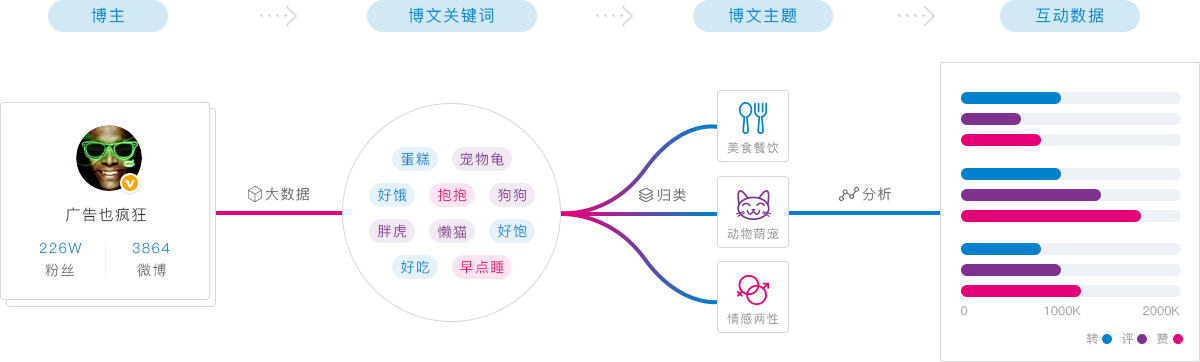 博主
博文关键词
博文主题
互动数据
广告也疯狂
226W
粉丝
3864
微博
大数据
蛋糕
宠物龟
好饿
抱抱
狗狗
胖虎
懒猫
好饱
好吃
早点睡
归类
美食餐饮
动物萌宠
情感两性
分析
0
1000K
2000K
转
评
赞